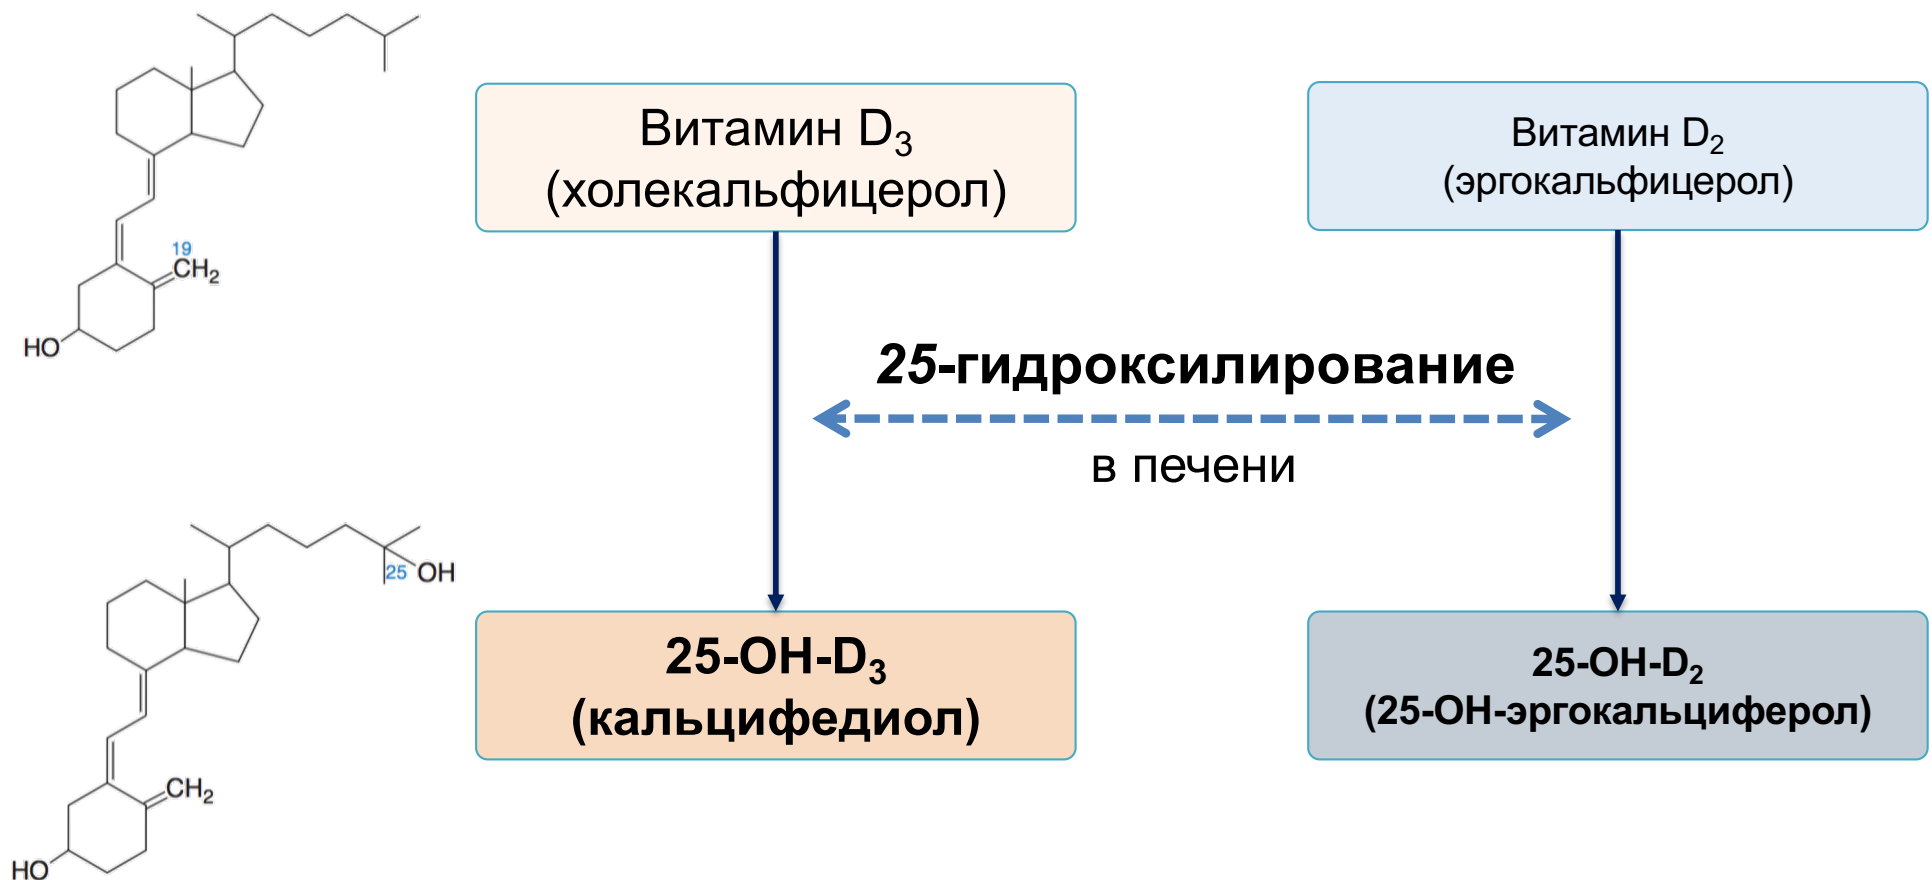 Витамин D₃
(холекальфицерол)
Витамин D₂
(эргокальфицерол)
19
CH₂
HO
25-гидроксилирование
в печени
25
OH
CH₂
HO
25-OH-D₃
(кальцифедиол)
25-OH-D₂
(25-OH-эргокальциферол)